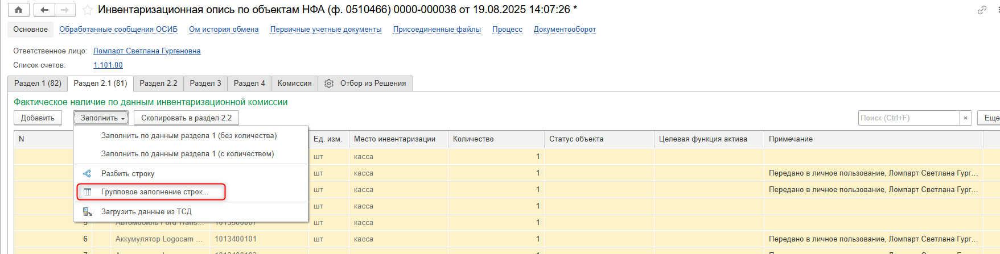 Инвентаризационная опись по объектам НФА (ф. 0510466) 0000-000038 от 19.08.2025 14:07:26 *
Основное Обработанные сообщения ОСИБ Ом история обмена Первичные учетные документы Присоединенные файлы Процесс Документооборот
Ответственное лицо: Ломпарт Светлана Гургеновна
Список счетов: 1.101.00
Раздел 1 (82) Раздел 2.1 (81) Раздел 2.2 Раздел 3 Раздел 4 Комиссия Отбор из Решения
Фактическое наличие по данным инвентаризационной комиссии
Добавить Заполнить Скопировать в раздел 2.2 Поиск (Ctrl+F) × Еще
N Ед. изм. Место инвентаризации Количество Статус объекта Целевая функция актива Примечание
Заполнить по данным раздела 1 (без количества)
Заполнить по данным раздела 1 (с количеством)
Разбить строку
Групповое заполнение строк...
Загрузить данные из ТСД
шт касса 1
шт касса 1 Передано в личное пользование, Ломпарт Светлана Гург...
шт касса 1 Передано в личное пользование, Ломпарт Светлана Гург...
шт касса 1
5 Автомобиль Ford Trans... 1013500007 шт касса 1
6 Аккумулятор Logocam ... 1013400101 шт касса 1 Передано в личное пользование, Ломпарт Светлана Гург...